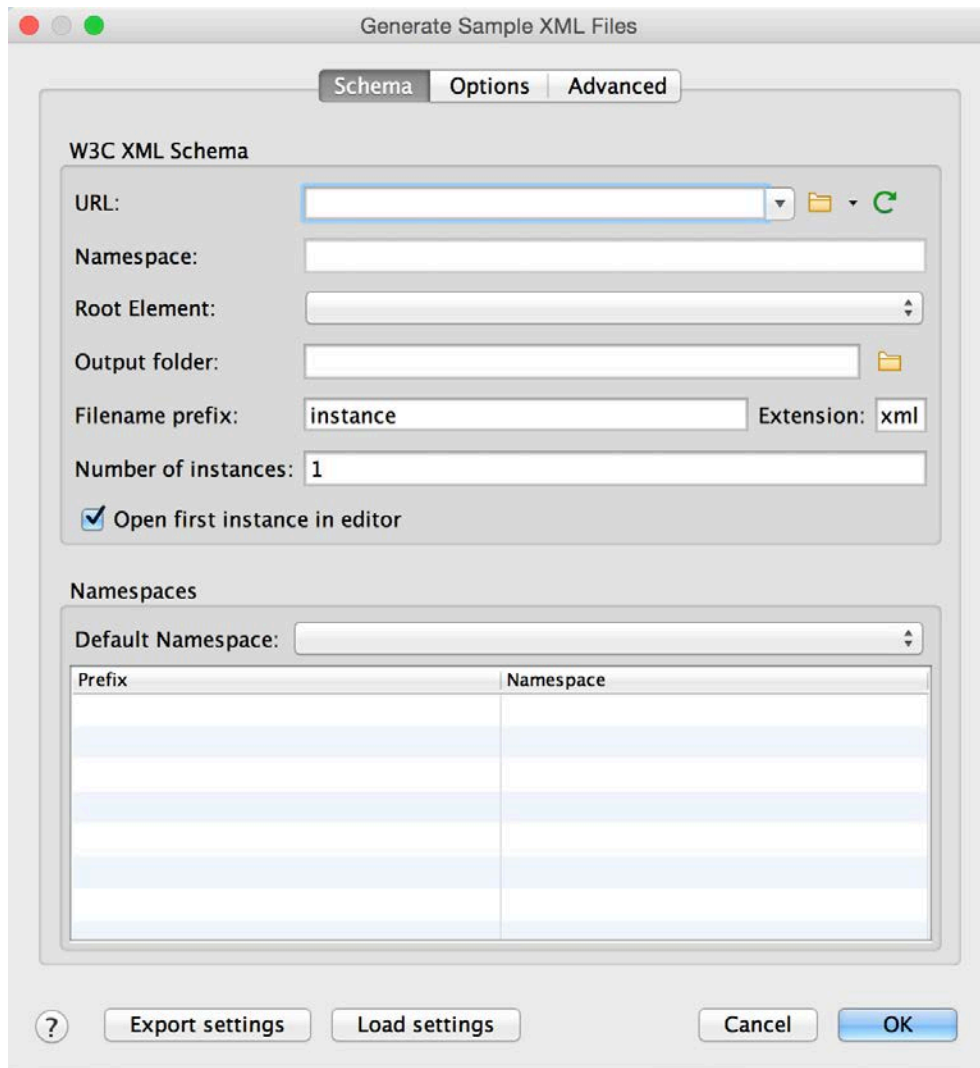 Generate Sample XML Files
Schema Options Advanced
W3C XML Schema
URL:
Namespace:
Root Element:
Output folder:
Filename prefix: instance Extension: xml
Number of instances: 1
Open first instance in editor
Namespaces
Default Namespace:
Prefix Namespace
? Export settings Load settings Cancel OK